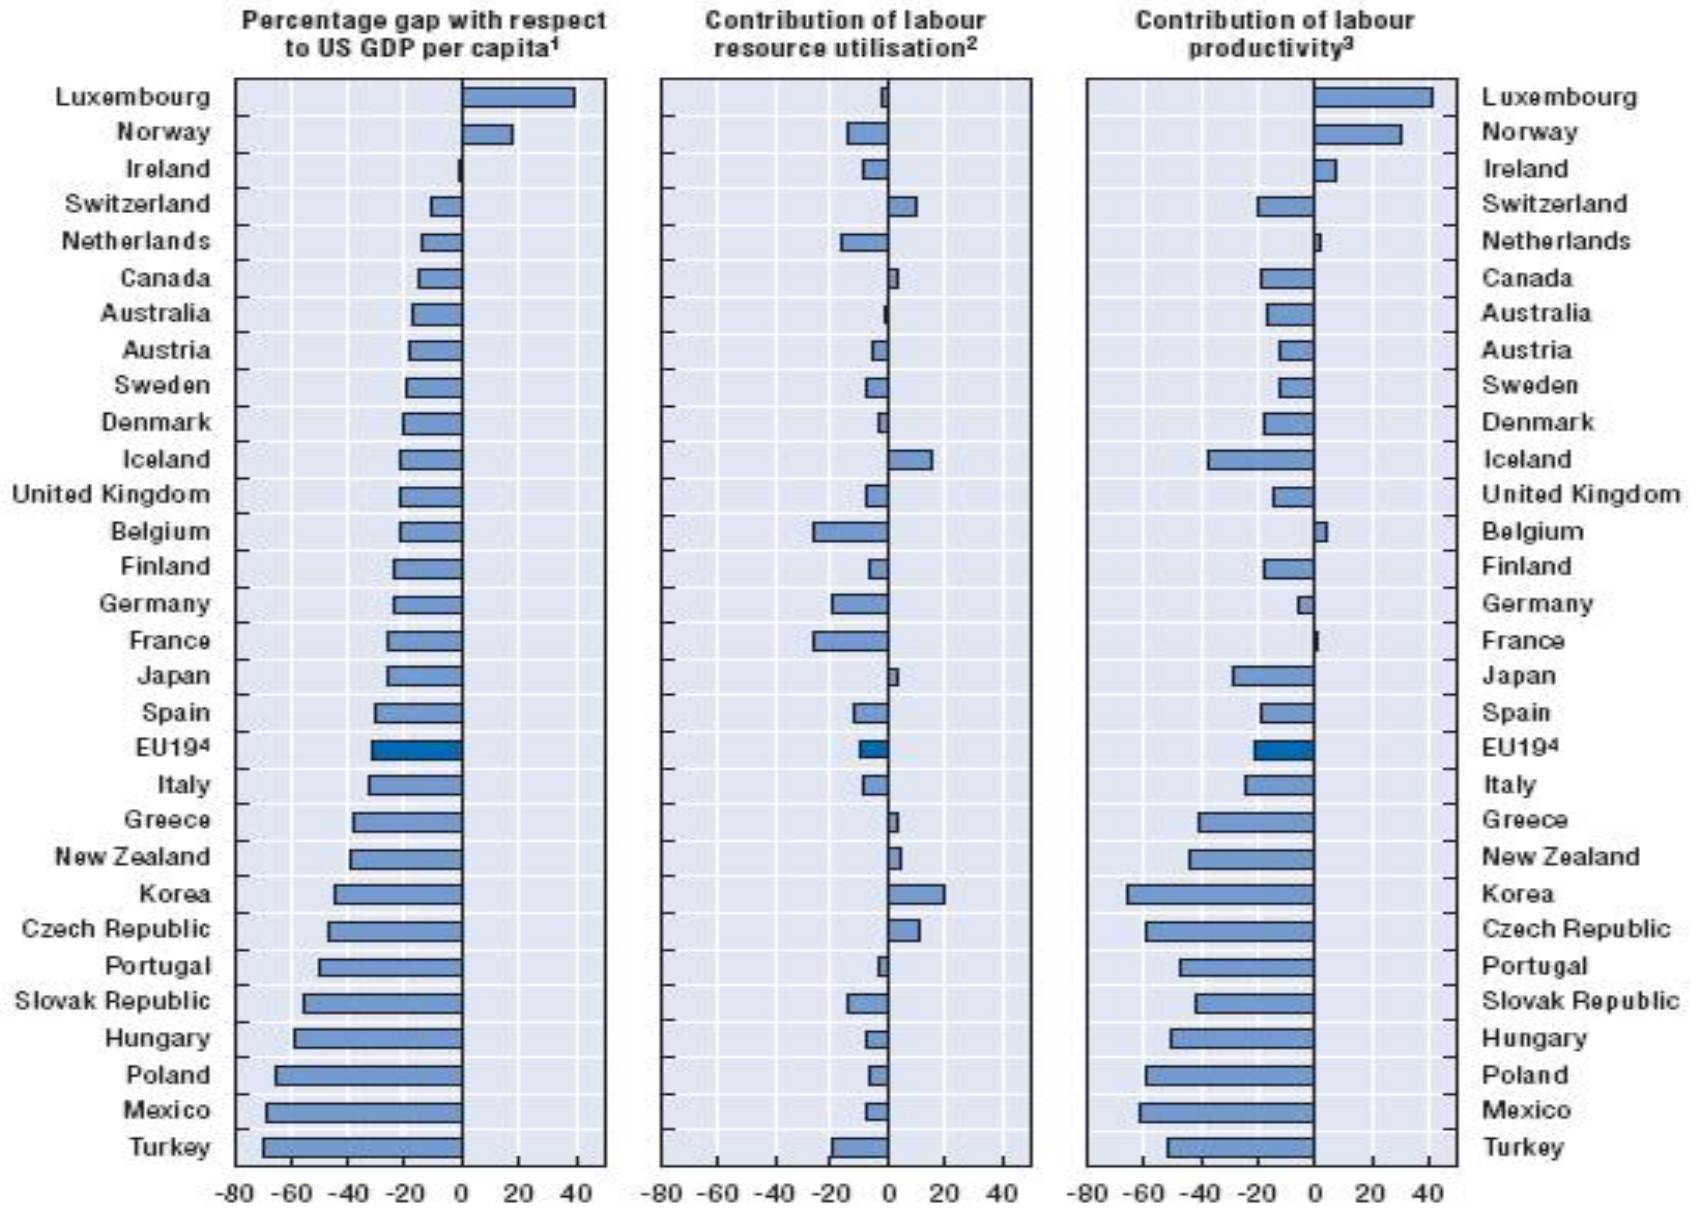 Percentage gap with respect
to US GDP per capita¹
Contribution of labour
resource utilisation²
Contribution of labour
productivity³
Luxembourg Luxembourg
Norway Norway
Ireland Ireland
Switzerland Switzerland
Netherlands Netherlands
Canada Canada
Australia Australia
Austria Austria
Sweden Sweden
Denmark Denmark
Iceland Iceland
United Kingdom United Kingdom
Belgium Belgium
Finland Finland
Germany Germany
France France
Japan Japan
Spain Spain
EU19⁴ EU19⁴
Italy Italy
Greece Greece
New Zealand New Zealand
Korea Korea
Czech Republic Czech Republic
Portugal Portugal
Slovak Republic Slovak Republic
Hungary Hungary
Poland Poland
Mexico Mexico
Turkey Turkey
-80 -60 -40 -20 0 20 40 -80 -60 -40 -20 0 20 40 -80 -60 -40 -20 0 20 40